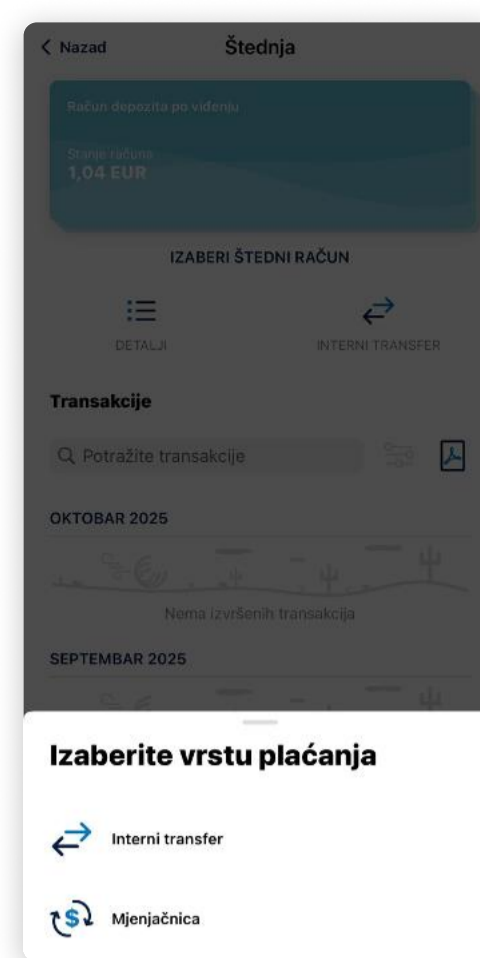 Nazad
Štednja
Račun depozita po viđenju
Stanje računa
1,04 EUR
IZABERI ŠTEDNI RAČUN
DETALJI
INTERNI TRANSFER
Transakcije
Potražite transakcije
OKTOBAR 2025
Nema izvršenih transakcija
SEPTEMBAR 2025
Izaberite vrstu plaćanja
Interni transfer
Mjenjačnica